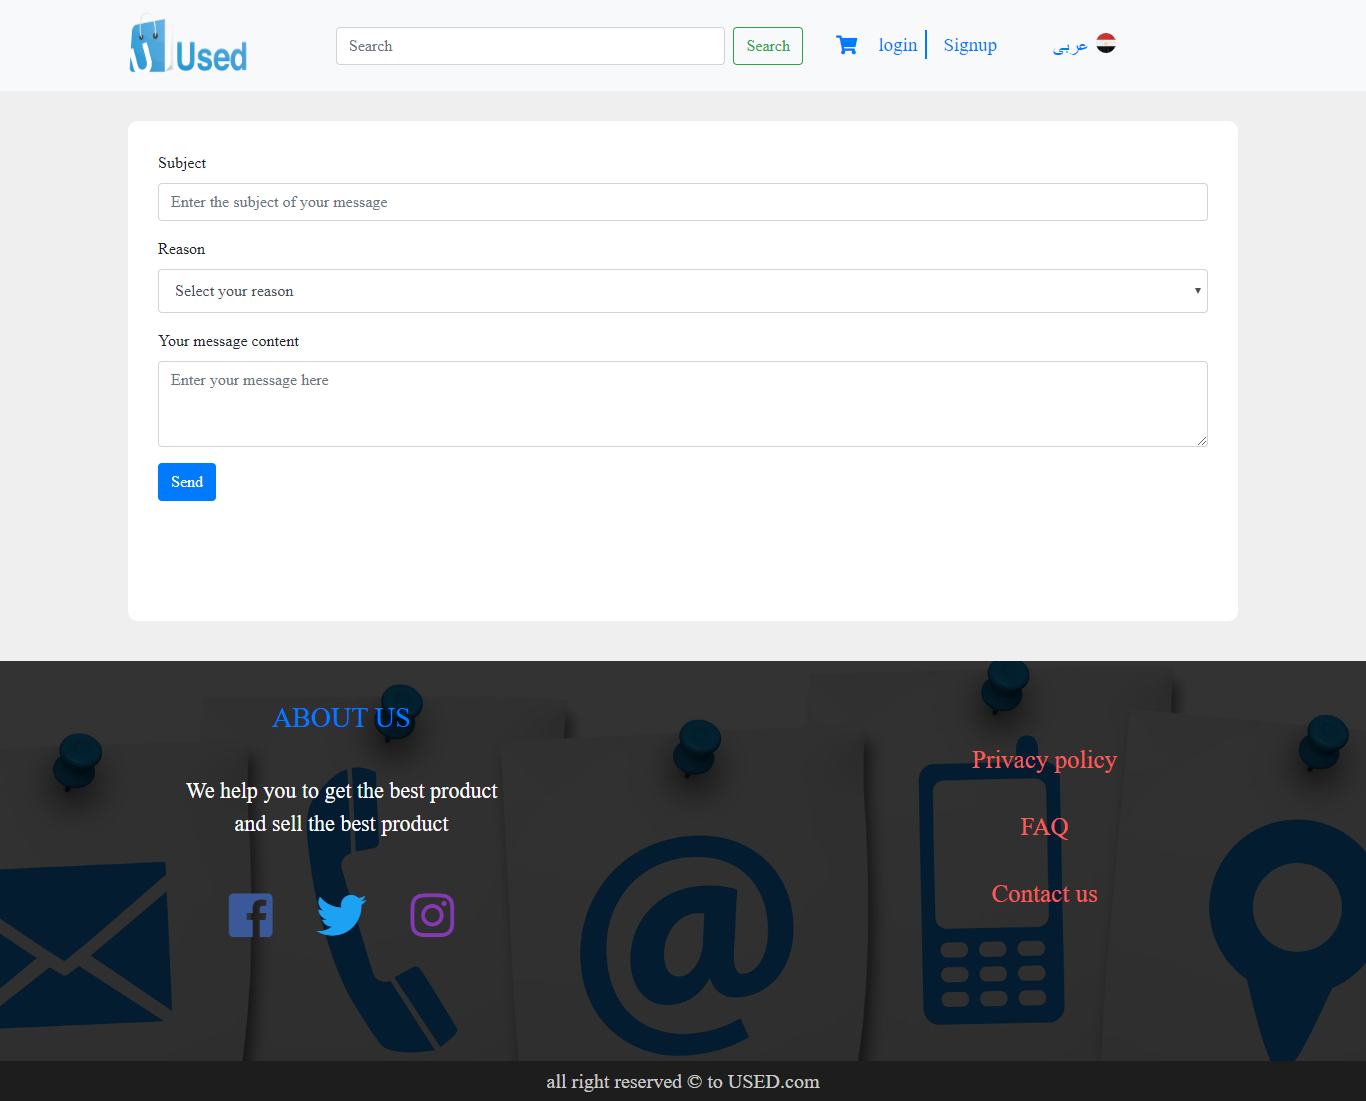 Used
Search
Search
login
Signup
عربى
Subject
Enter the subject of your message
Reason
Select your reason
Your message content
Enter your message here
Send
ABOUT US
We help you to get the best product
and sell the best product
Privacy policy
FAQ
Contact us
@
all right reserved © to USED.com